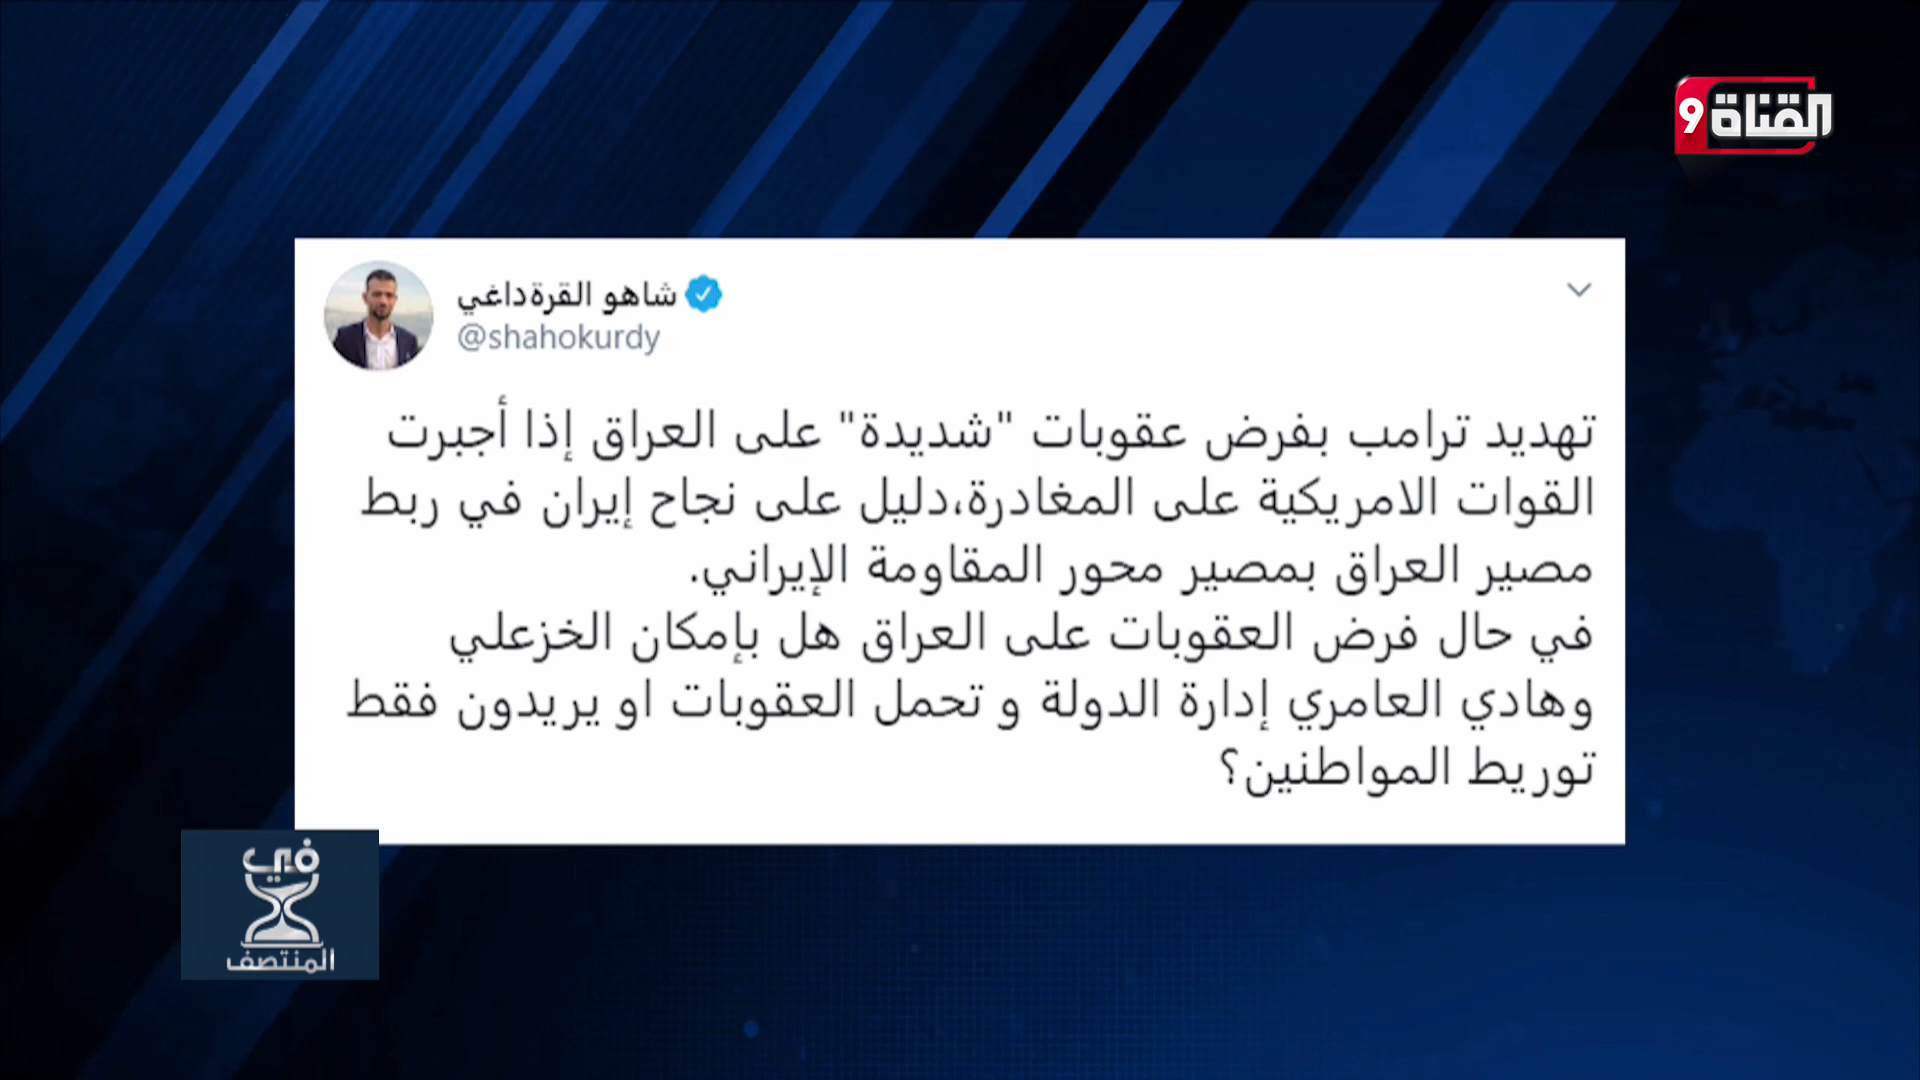 القناة 9
شاهو القرةداغي
@shahokurdy
تهديد ترامب بفرض عقوبات "شديدة" على العراق إذا أجبرت
القوات الامريكية على المغادرة،دليل على نجاح إيران في ربط
مصير العراق بمصير محور المقاومة الإيراني.
في حال فرض العقوبات على العراق هل بإمكان الخزعلي
وهادي العامري إدارة الدولة و تحمل العقوبات او يريدون فقط
توريط المواطنين؟
في
المنتصف